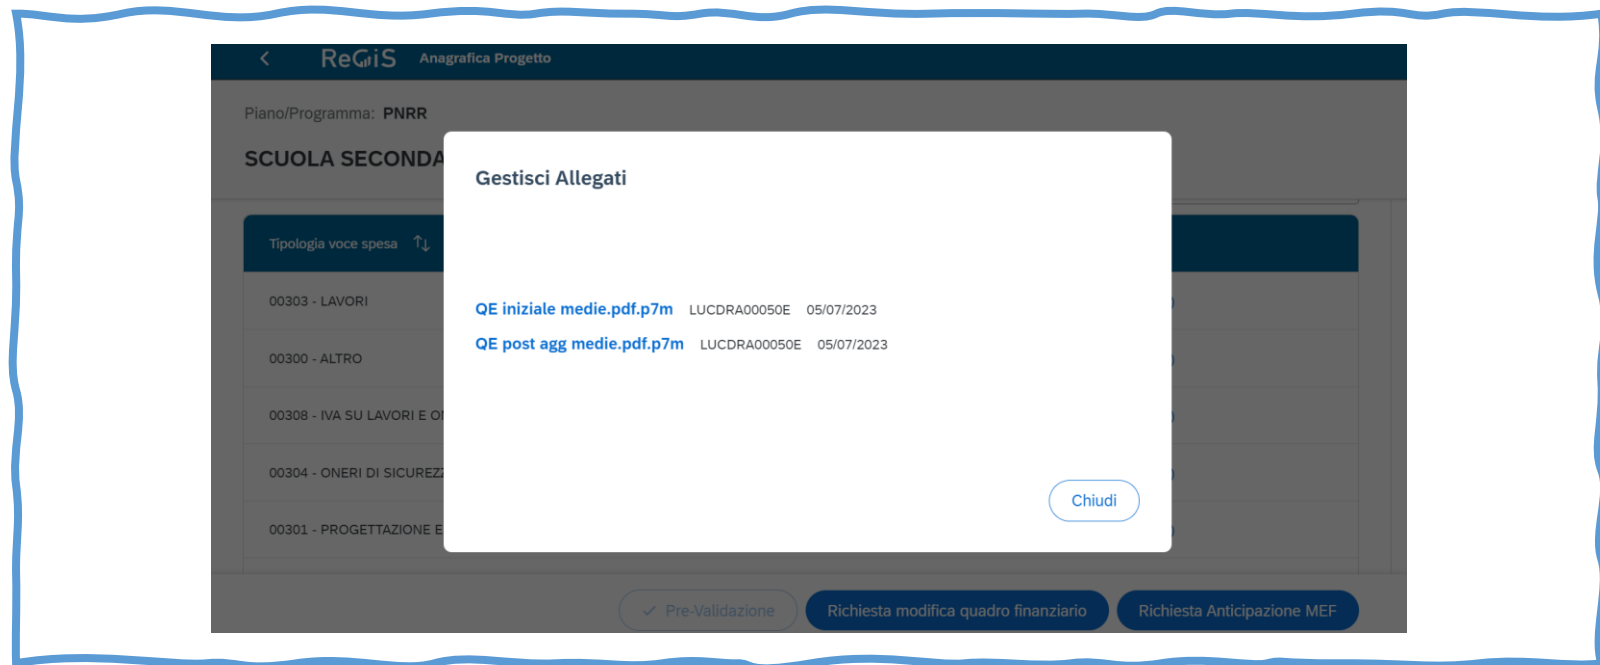 ReGiS Anagrafica Progetto
Piano/Programma: PNRR
SCUOLA SECONDA
Gestisci Allegati
Tipologia voce spesa
00303 - LAVORI
QE iniziale medie.pdf.p7m LUCDRA00050E 05/07/2023
QE post agg medie.pdf.p7m LUCDRA00050E 05/07/2023
00300 - ALTRO
00308 - IVA SU LAVORI E
00304 - ONERI DI
00301 - PROGETTAZIONE E
Chiudi
Pre-Validazione Richiesta modifica quadro finanziario Richiesta Anticipazione MEF